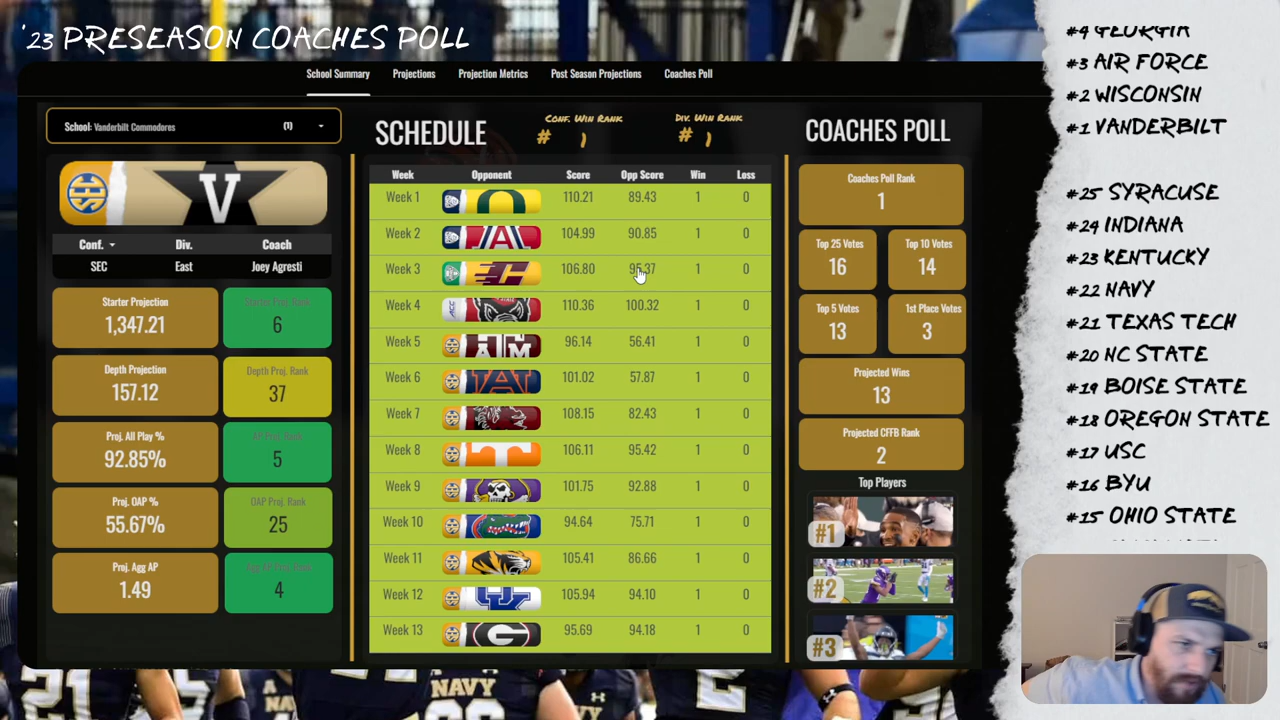 '23 PRESEASON COACHES POLL
School Summary
Projections
Projection Metrics
Post Season Projections
Coaches Poll
School: Vanderbilt Commodores (1)
V
Conf. Div. Coach
SEC East Joey Agresti
Starter Projection
1,347.21
6
Depth Projection
157.12
Depth Proj. Rank
37
Proj. All Play %
92.85%
5
Proj. OAP %
55.67%
OAP Proj. Rank
25
Proj. Agg AP
1.49
4
SCHEDULE
CONF. WIN RANK
# 1
DIV. WIN RANK
# 1
Week Opponent Score Opp Score Win Loss
Week 1 110.21 89.43 1 0
Week 2 104.99 90.85 1 0
Week 3 106.80 95.37 1 0
Week 4 110.36 100.32 1 0
Week 5 96.14 56.41 1 0
Week 6 101.02 57.87 1 0
Week 7 108.15 82.43 1 0
Week 8 106.11 95.42 1 0
Week 9 101.75 92.88 1 0
Week 10 94.64 75.71 1 0
Week 11 105.41 86.66 1 0
Week 12 105.94 94.10 1 0
Week 13 95.69 94.18 1 0
COACHES POLL
Coaches Poll Rank
1
Top 25 Votes
16
Top 10 Votes
14
Top 5 Votes
13
1st Place Votes
3
Projected Wins
13
Projected CFFB Rank
2
Top Players
#1
#2
#3
#4 GEORGIA
#3 AIR FORCE
#2 WISCONSIN
#1 VANDERBILT
#25 SYRACUSE
#24 INDIANA
#23 KENTUCKY
#22 NAVY
#21 TEXAS TECH
#20 NC STATE
#19 BOISE STATE
#18 OREGON STATE
#17 USC
#16 BYU
#15 OHIO STATE
21
NAVY
2